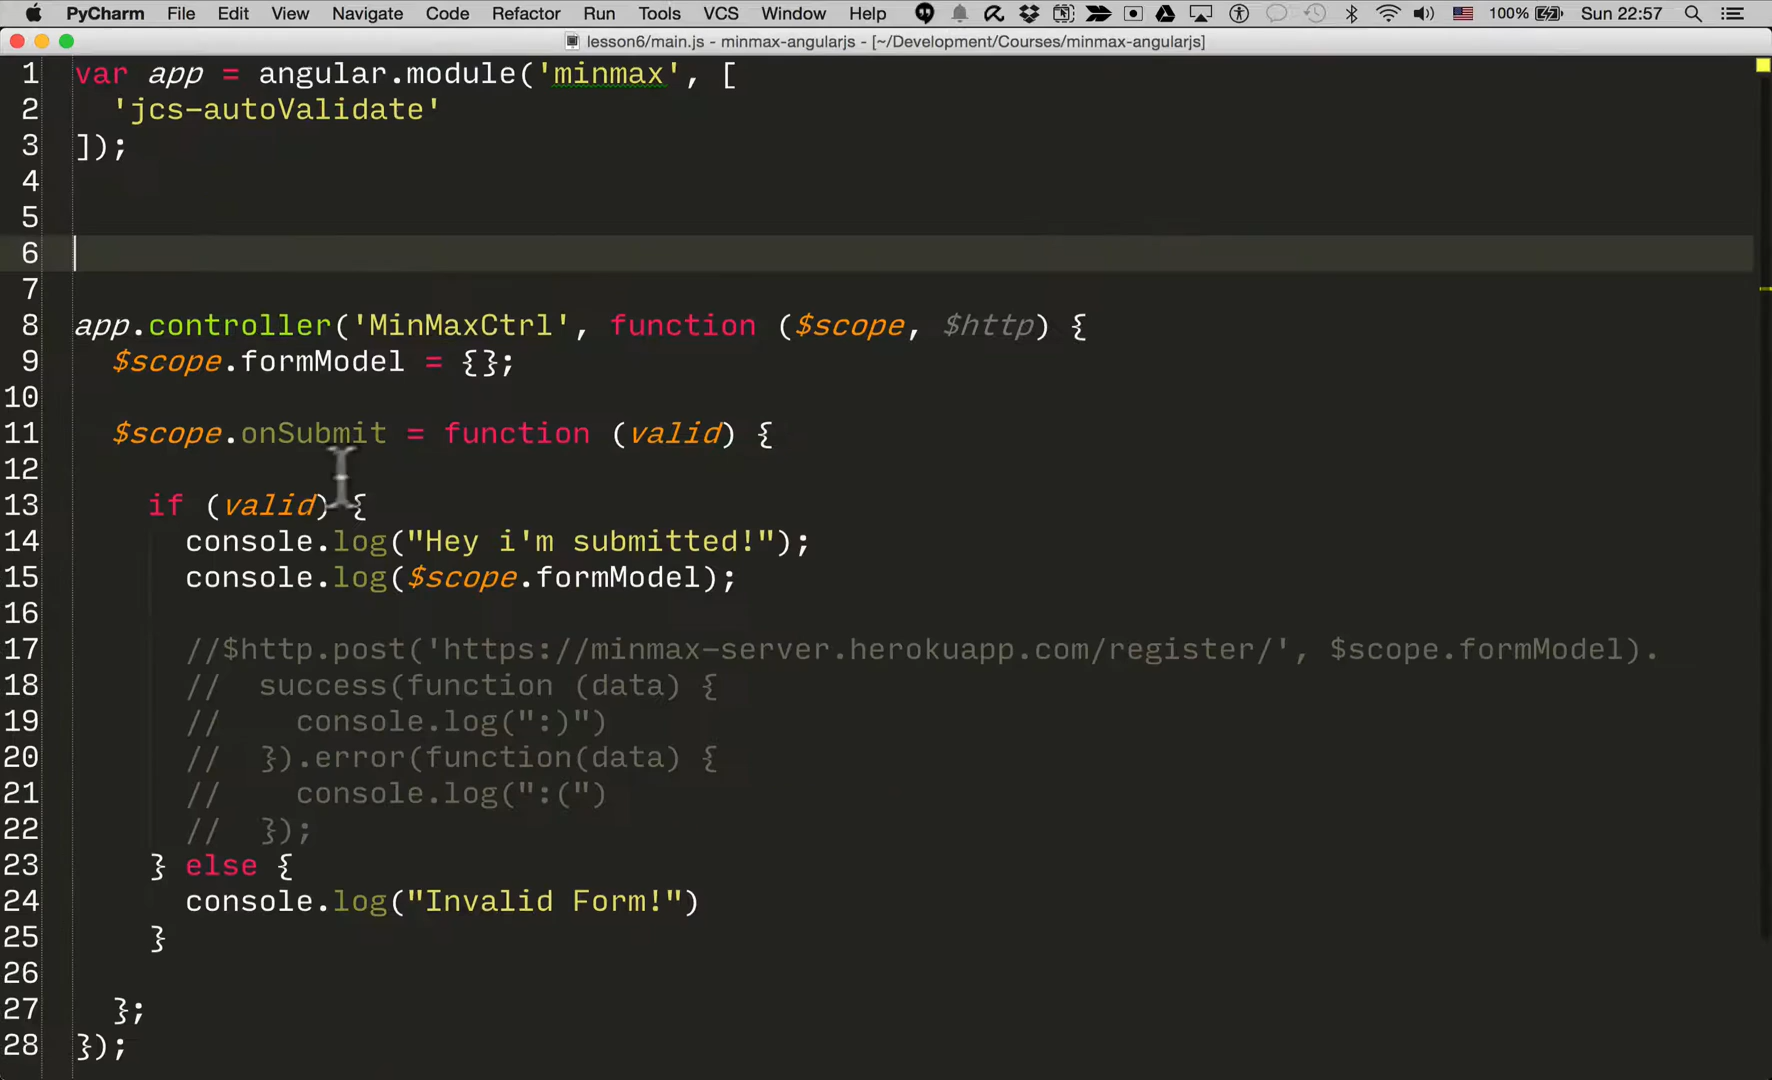 PyCharm File Edit View Navigate Code Refactor Run Tools VCS Window Help 100% Sun 22:57
lesson6/main.js - minmax-angularjs - [~/Development/Courses/minmax-angularjs]
1 var app = angular.module('minmax', [
2 'jcs-autoValidate'
3 ]);
4
5
6
7
8 app.controller('MinMaxCtrl', function ($scope, $http) {
9 $scope.formModel = {};
10
11 $scope.onSubmit = function (valid) {
12
13 if (valid) {
14 console.log("Hey i'm submitted!");
15 console.log($scope.formModel);
16
17 //$http.post('https://minmax-server.herokuapp.com/register/', $scope.formModel).
18 // success(function (data) {
19 // console.log(":)")
20 // }).error(function(data) {
21 // console.log(":(")
22 // });
23 } else {
24 console.log("Invalid Form!")
25 }
26
27 };
28 });